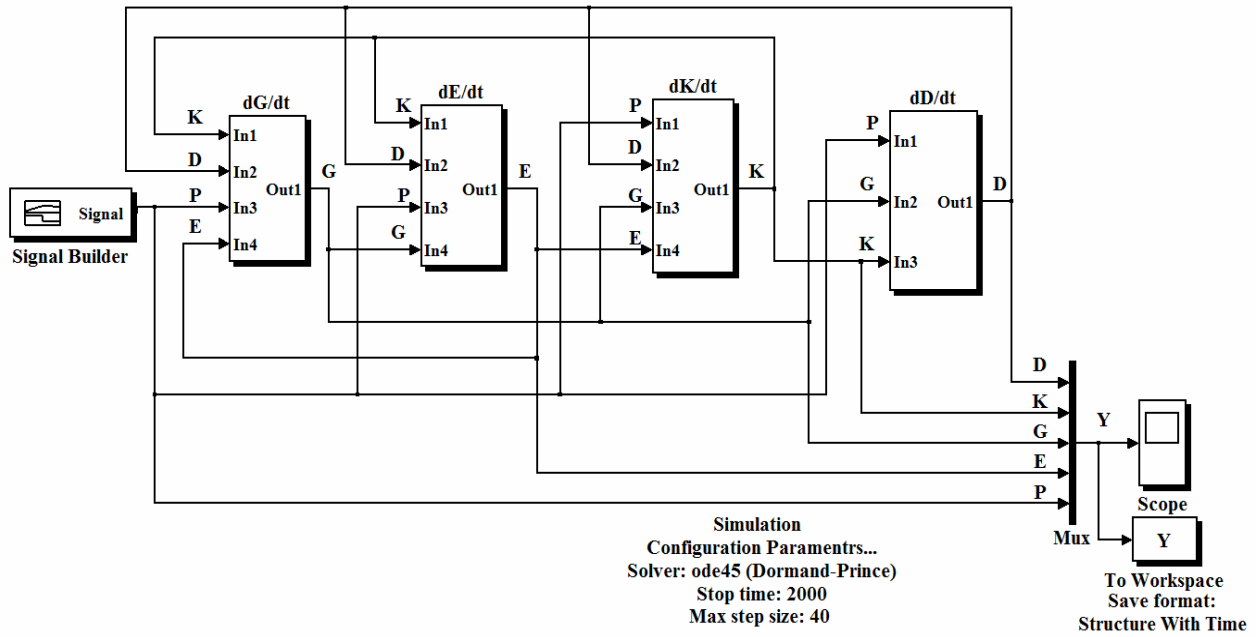 dG/dt
dE/dt
dK/dt
dD/dt
K
In1
D
In2
P
In3
E
In4
Out1
G
K
In1
D
In2
P
In3
G
In4
Out1
E
P
In1
D
In2
G
In3
E
In4
Out1
K
P
In1
G
In2
K
In3
Out1
D
Signal
Signal Builder
D
K
G
E
P
Mux
Y
Scope
Y
To Workspace
Save format:
Structure With Time
Simulation
Configuration Paramentrs...
Solver: ode45 (Dormand-Prince)
Stop time: 2000
Max step size: 40